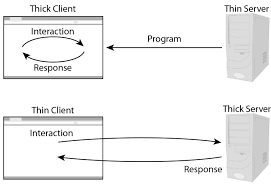 Thick Client
Thin Server
Interaction
Program
Response
Thin Client
Thick Server
Interaction
Response